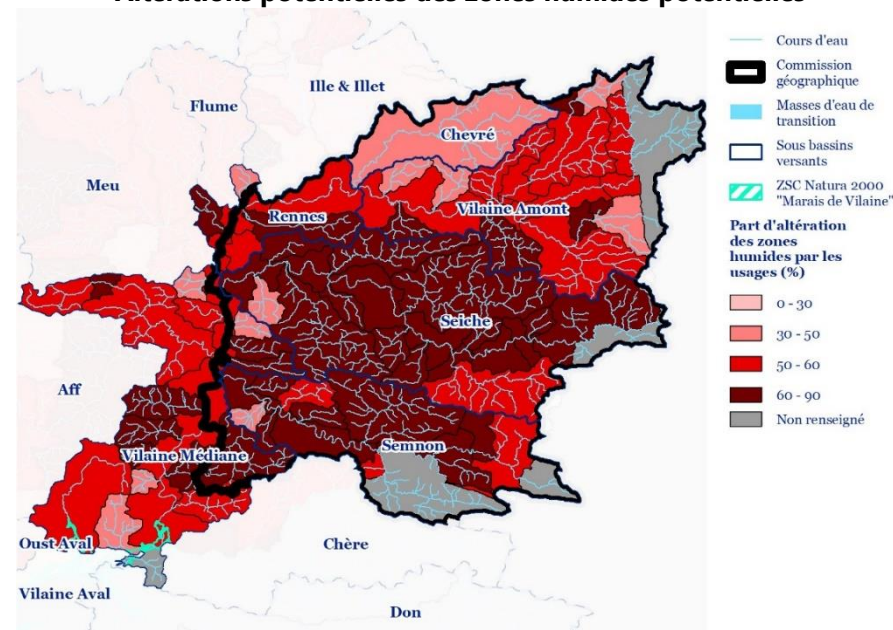 Altérations potentielles des zones humides potentielles
Ille & Illet
Flume
Chevré
Meu
Rennes
Vilaine Amont
Seiche
Aff
Semnon
Vilaine Médiane
Oust Aval
Chère
Vilaine Aval
Don
Cours d'eau
Commission
géographique
Masses d'eau de
transition
Sous bassins
versants
ZSC Natura 2000
"Marais de Vilaine"
Part d'altération
des zones
humides par les
usages (%)
0 - 30
30 - 50
50 - 60
60 - 90
Non renseigné